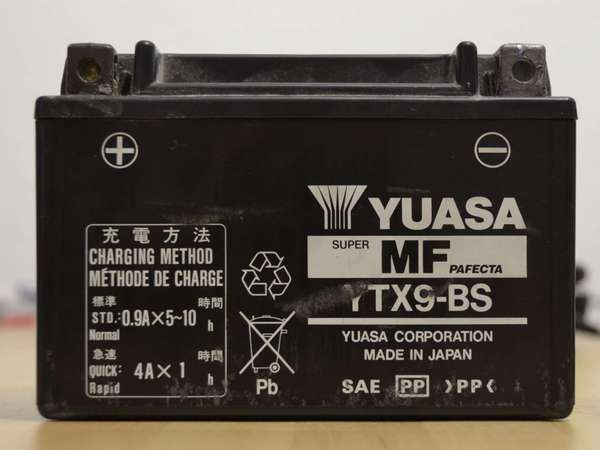 +
−
充電方法
CHARGING METHOD
MÉTHODE DE CHARGE
標準 時間
STD.: 0.9A×5~10 h
Normal
急速 時間
QUICK: 4A × 1 h
Rapid
Pb
YUASA
SUPER MF PAFECTA
YTX9-BS
YUASA CORPORATION
MADE IN JAPAN
SAE PP >PP<